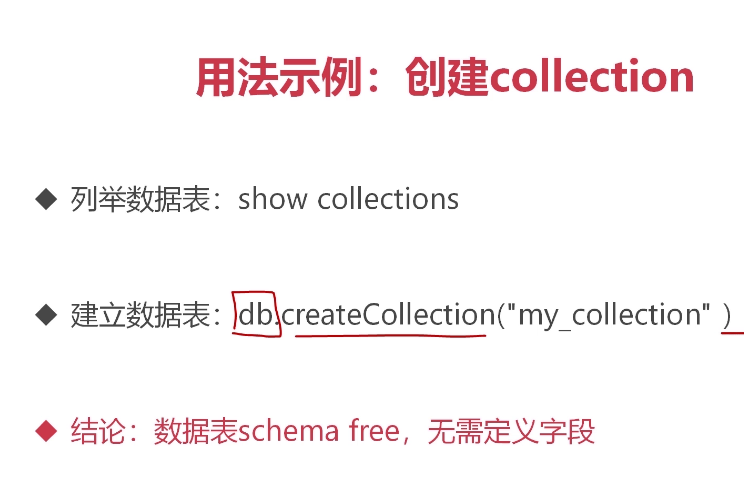 用法示例：创建collection
列举数据表：show collections
建立数据表：db.createCollection("my_collection" )
结论：数据表schema free，无需定义字段